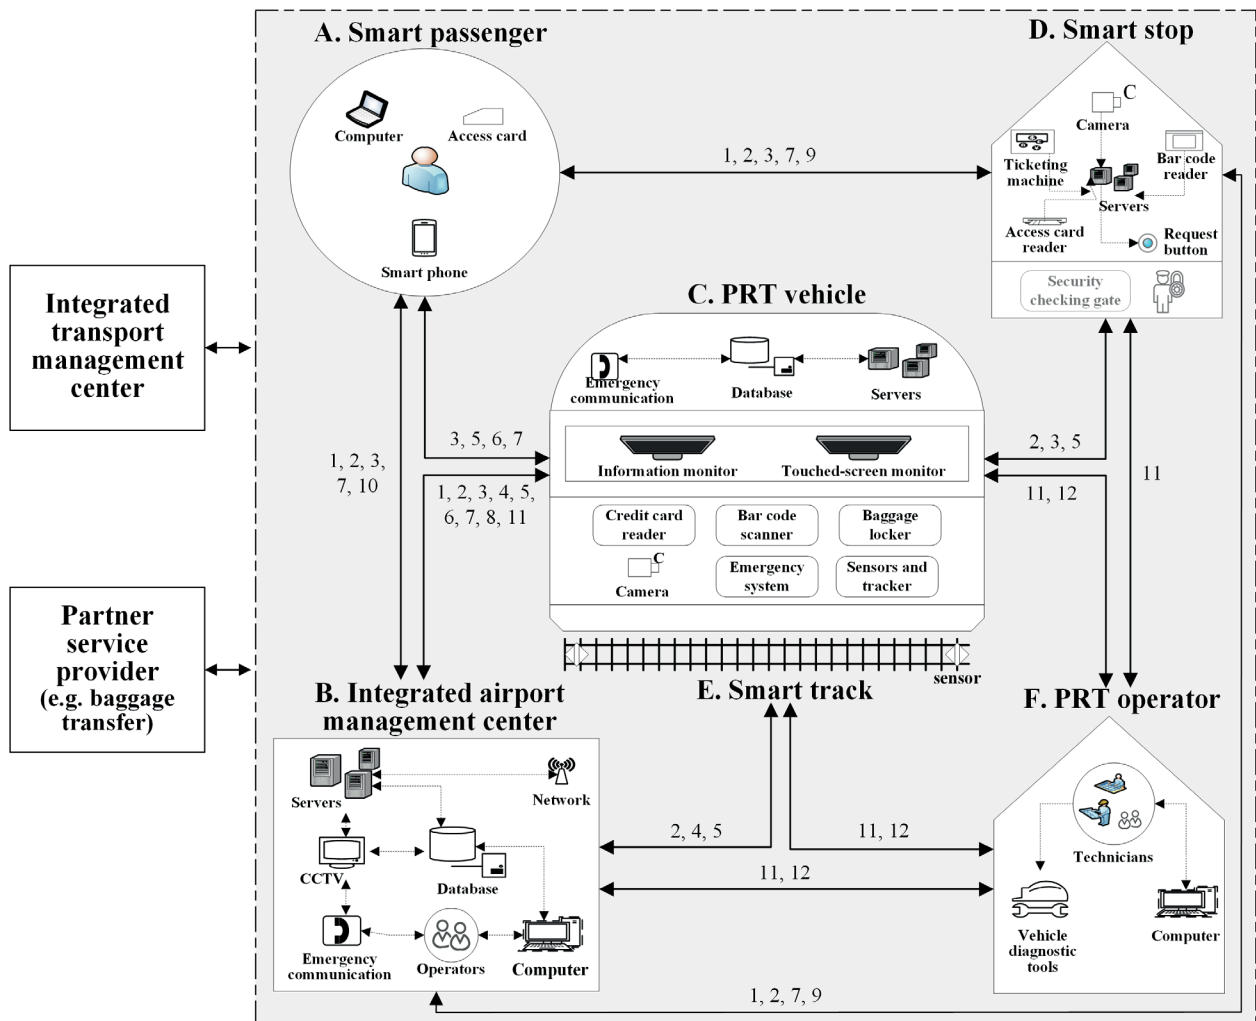 A. Smart passenger
Computer
Access card
Smart phone
D. Smart stop
C
Camera
Ticketing
machine
Bar code
reader
Servers
Access card
reader
Request
button
Security
checking gate
1, 2, 3, 7, 9
Integrated
transport
management
center
Partner
service
provider
(e.g. baggage
transfer)
C. PRT vehicle
Emergency
communication
Database
Servers
Information monitor
Touched-screen monitor
Credit card
reader
Bar code
scanner
Baggage
locker
C
Camera
Emergency
system
Sensors and
tracker
3, 5, 6, 7
1, 2, 3,
7, 10
1, 2, 3, 4, 5,
6, 7, 8, 11
2, 3, 5
11, 12
11
sensor
E. Smart track
B. Integrated airport
management center
Servers
Network
CCTV
Database
Emergency
communication
Operators
Computer
F. PRT operator
Technicians
Vehicle
diagnostic
tools
Computer
2, 4, 5
11, 12
11, 12
1, 2, 7, 9